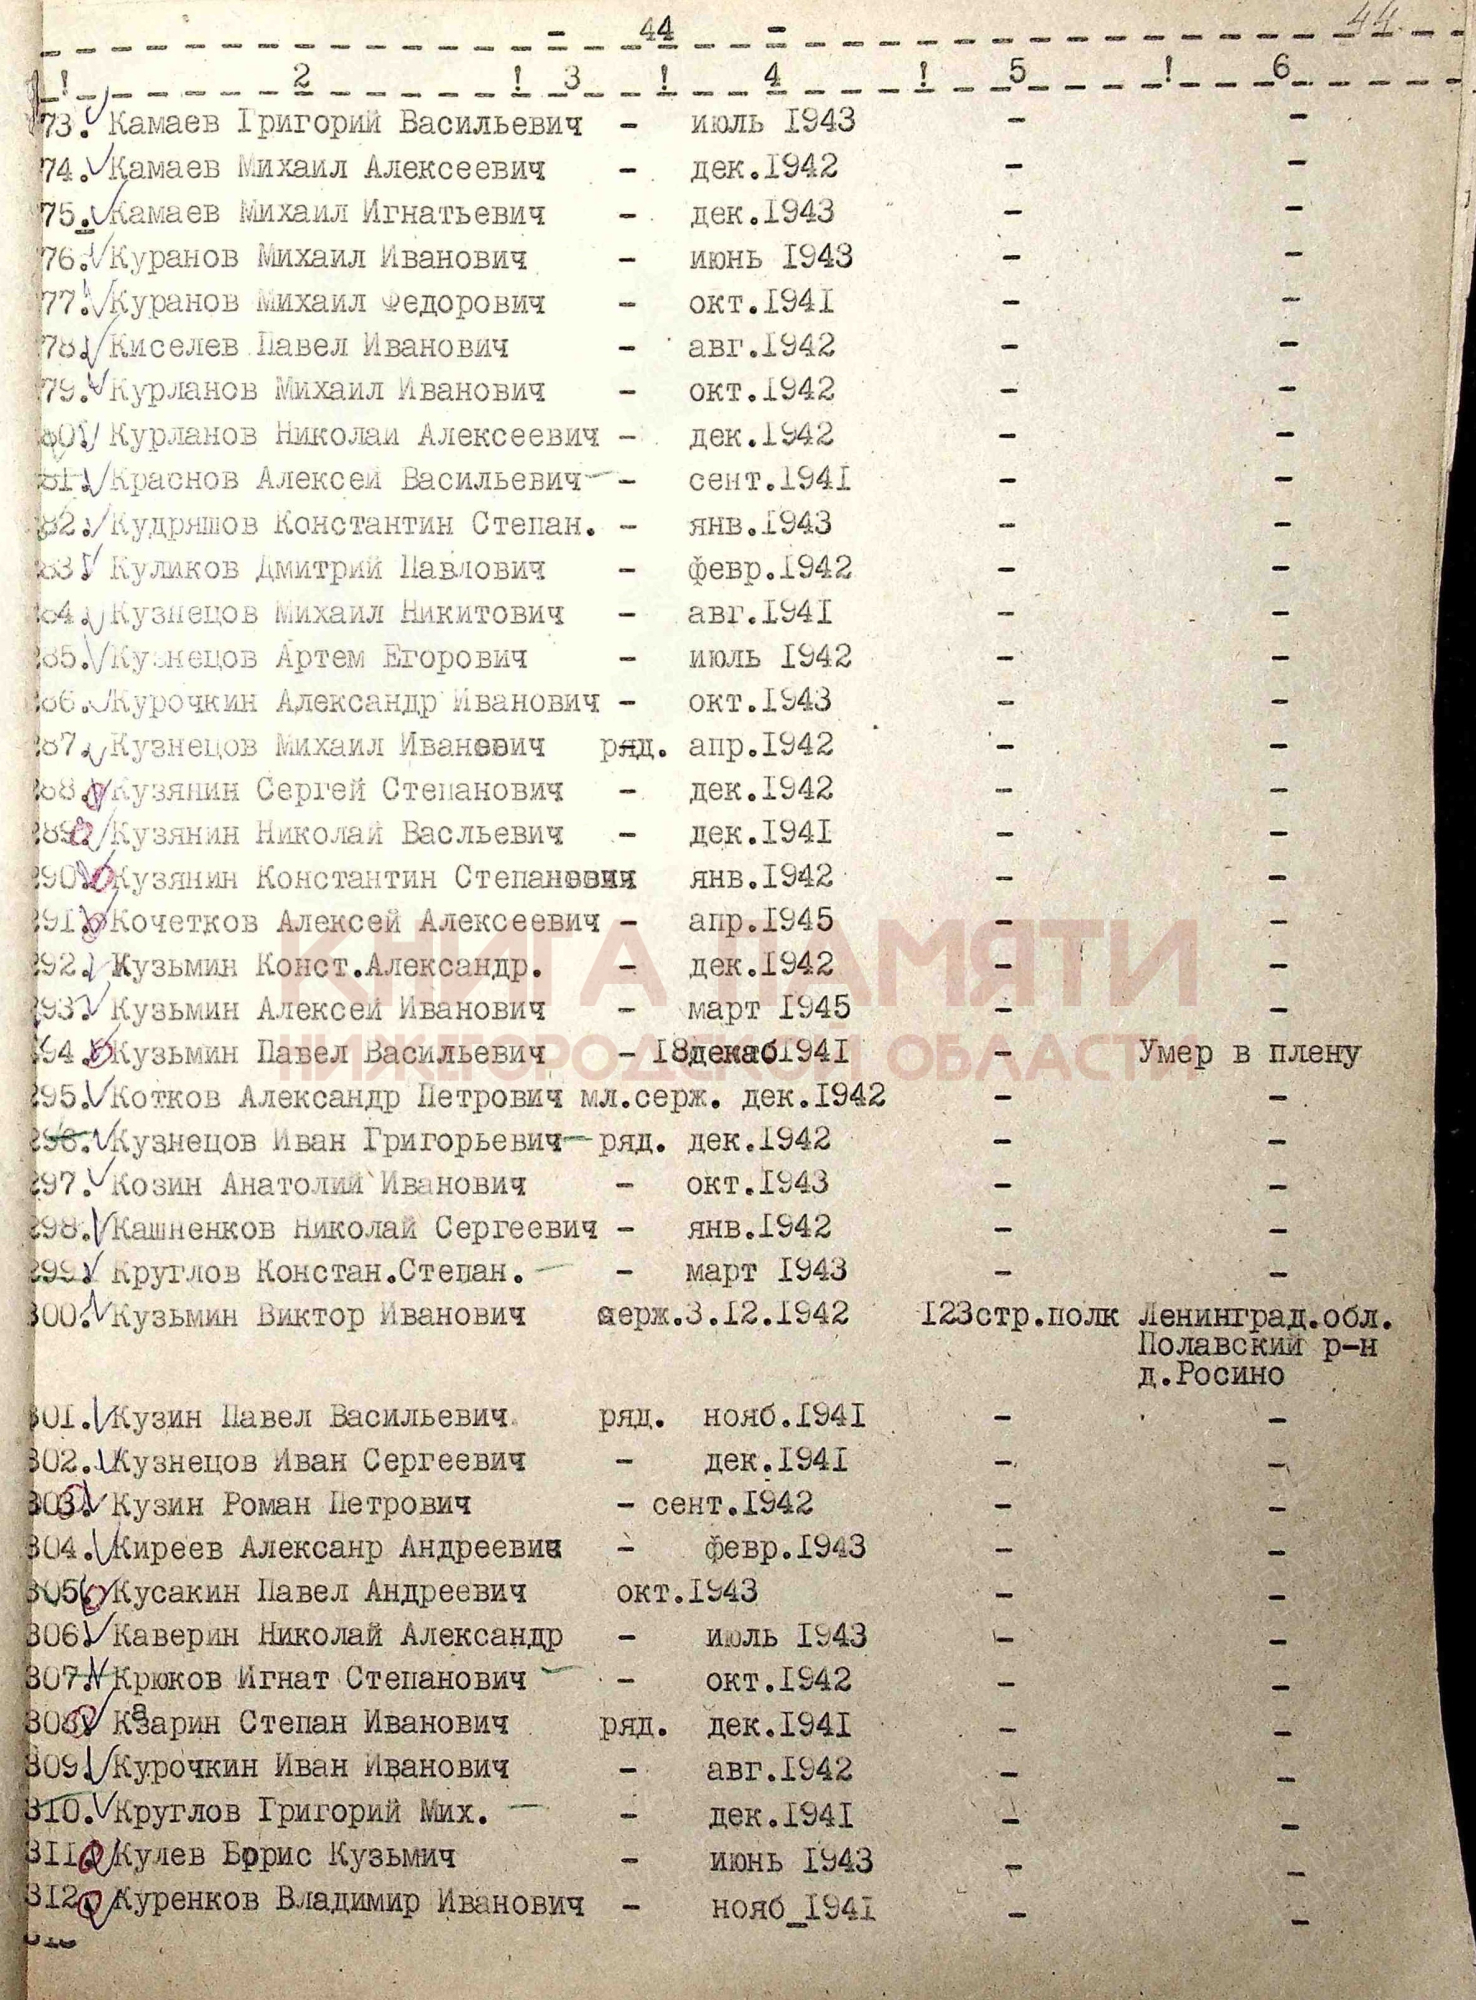 - 44 -
44.
! 2 ! 3 ! 4 ! 5 ! 6
73. Камаев Григорий Васильевич - июль 1943 - -
74. Камаев Михаил Алексеевич - дек.1942 - -
75. Камаев Михаил Игнатьевич - дек.1943 - -
76. Куранов Михаил Иванович - июнь 1943 - -
77. Куранов Михаил Федорович - окт.1941 - -
78. Киселев Павел Иванович - авг.1942 - -
79. Курланов Михаил Иванович - окт.1942 - -
80. Курланов Николай Алексеевич - дек.1942 - -
81. Краснов Алексей Васильевич - сент.1941 - -
82. Кудряшов Константин Степан. - янв.1943 - -
83. Куликов Дмитрий Павлович - февр.1942 - -
84. Кузнецов Михаил Никитович - авг.1941 - -
285. Кузнецов Артем Егорович - июль 1942 - -
286. Курочкин Александр Иванович - окт.1943 - -
287. Кузнецов Михаил Иванович ряд. апр.1942 - -
288. Кузянин Сергей Степанович - дек.1942 - -
289. Кузянин Николай Васльевич - дек.1941 - -
290. Кузянин Константин Степанович янв.1942 - -
291. Кочетков Алексей Алексеевич - апр.1945 - -
292. Кузьмин Конст.Александр. - дек.1942 - -
293. Кузьмин Алексей Иванович - март 1945 - -
294. Кузьмин Павел Васильевич - 18декаб1941 - Умер в плену
295. Котков Александр Петрович мл.серж. дек.1942 - -
296. Кузнецов Иван Григорьевич ряд. дек.1942 - -
297. Козин Анатолий Иванович - окт.1943 - -
298. Кашненков Николай Сергеевич - янв.1942 - -
299. Круглов Констан.Степан. - март 1943 - -
300. Кузьмин Виктор Иванович серж.3.12.1942 123стр.полк Ленинград.обл.
Полавский р-н
д.Росино
301. Кузин Павел Васильевич ряд. нояб.1941 - -
302. Кузнецов Иван Сергеевич - дек.1941 - -
303. Кузин Роман Петрович - сент.1942 - -
304. Киреев Алексанр Андреевич - февр.1943 - -
305. Кусакин Павел Андреевич окт.1943 - -
306. Каверин Николай Александр - июль 1943 - -
307. Крюков Игнат Степанович - окт.1942 - -
308. Казарин Степан Иванович ряд. дек.1941 - -
309. Курочкин Иван Иванович - авг.1942 - -
310. Круглов Григорий Мих. - дек.1941 - -
311. Кулев Борис Кузьмич - июнь 1943 - -
312. Куренков Владимир Иванович - нояб 1941 - -
КНИГА ПАМЯТИ
НИЖЕГОРОДСКОЙ ОБЛАСТИ